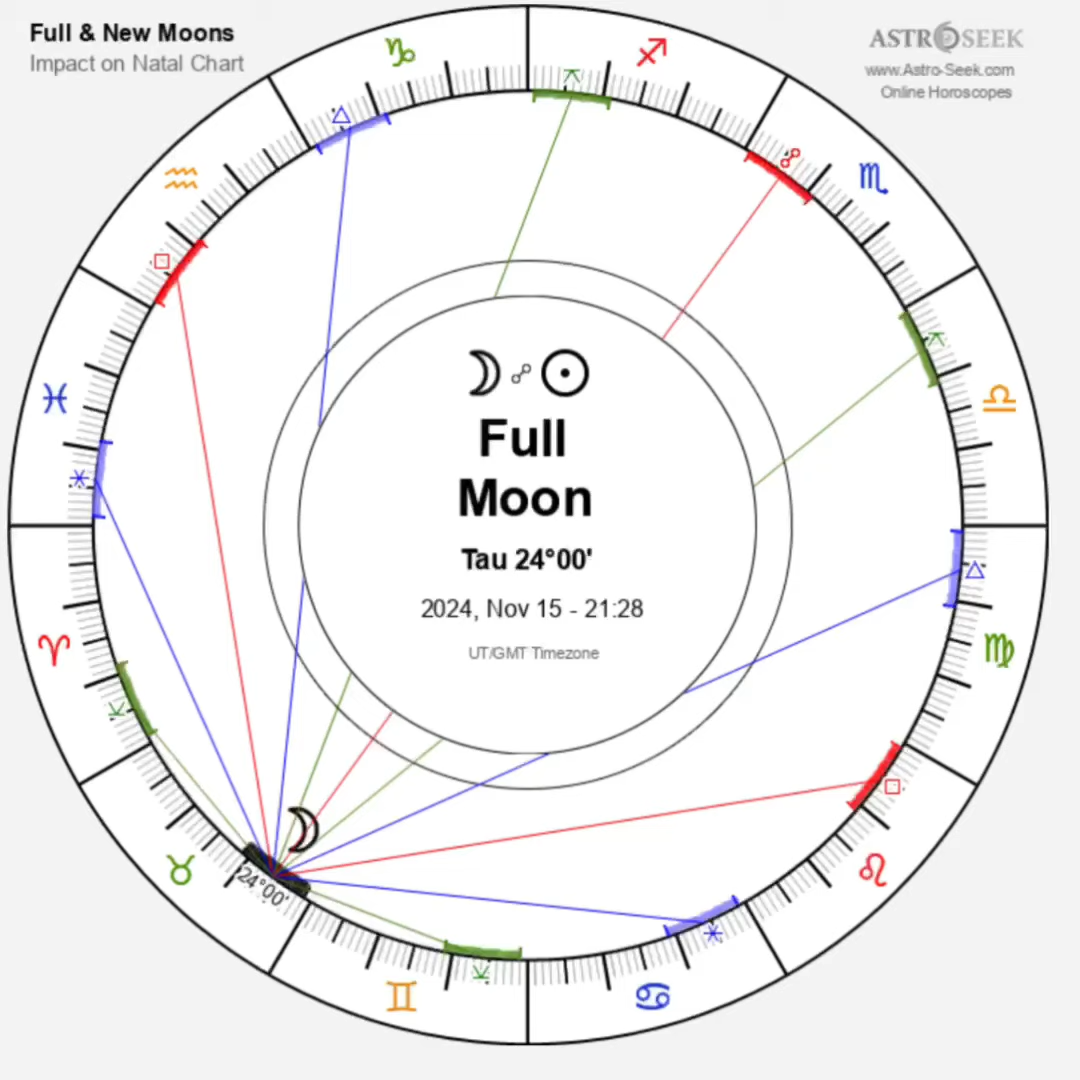 Full & New Moons
Impact on Natal Chart
ASTROSEEK
www.Astro-Seek.com
Online Horoscopes
Full
Moon
Tau 24°00'
2024, Nov 15 - 21:28
UT/GMT Timezone
24°00'